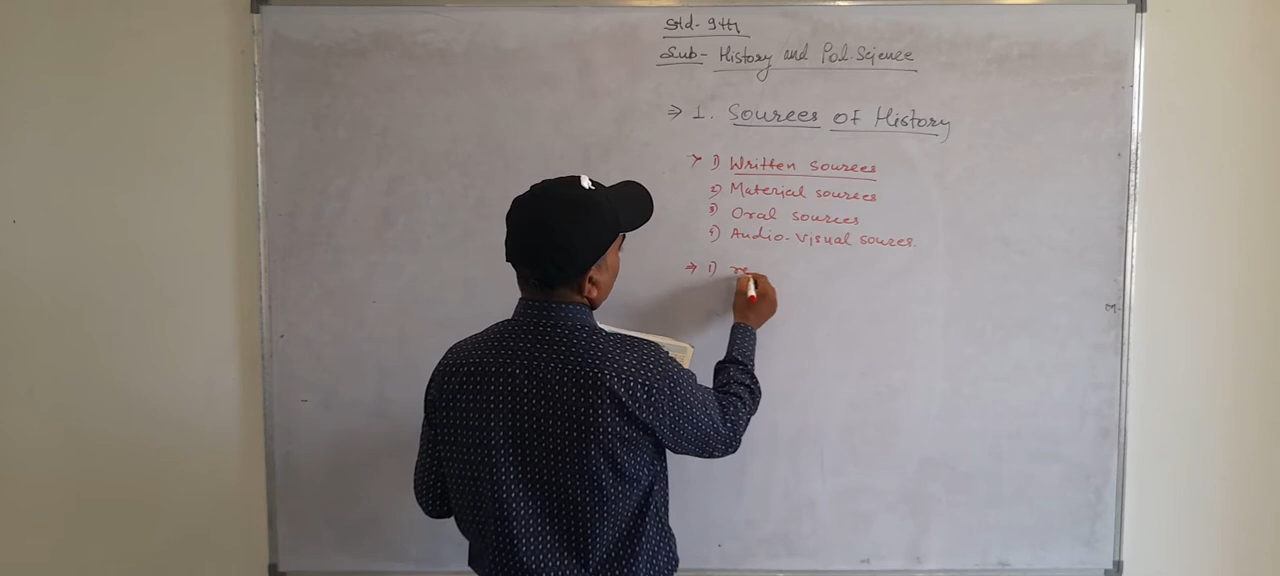 Std- 9th
Sub- History and Pol. Science
⇒ 1. Sources of History
1) Written sources
2) Material sources
3) Oral sources
4) Audio-Visual soures.
⇒ 1)